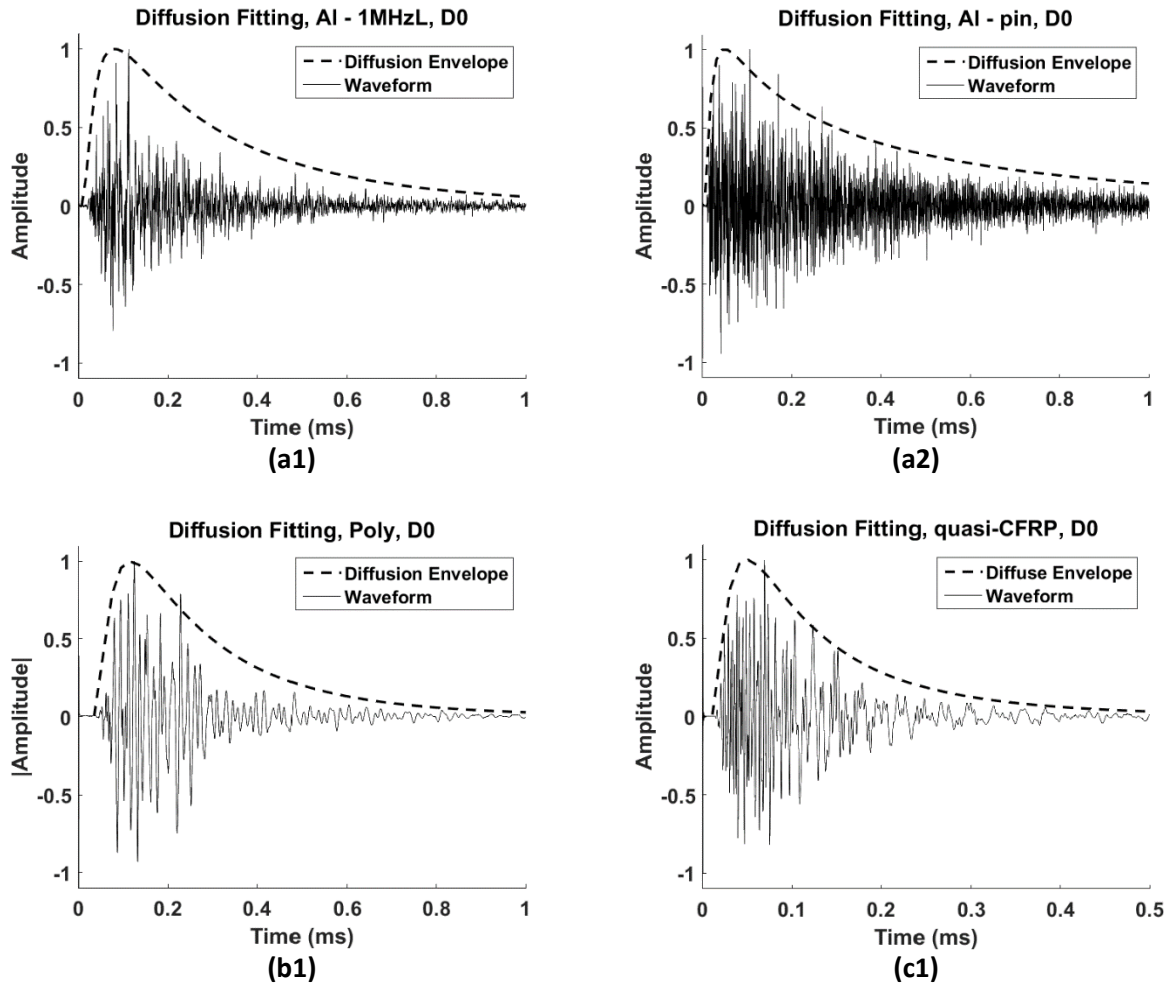 Diffusion Fitting, Al - 1MHzL, D0
Diffusion Envelope
Waveform
Amplitude
1
0.5
0
-0.5
-1
0 0.2 0.4 0.6 0.8 1
Time (ms)
(a1)
Diffusion Fitting, Al - pin, D0
Diffusion Envelope
Waveform
Amplitude
1
0.5
0
-0.5
-1
0 0.2 0.4 0.6 0.8 1
Time (ms)
(a2)
Diffusion Fitting, Poly, D0
Diffusion Envelope
Waveform
|Amplitude|
1
0.5
0
-0.5
-1
0 0.2 0.4 0.6 0.8 1
Time (ms)
(b1)
Diffusion Fitting, quasi-CFRP, D0
Diffuse Envelope
Waveform
Amplitude
1
0.5
0
-0.5
-1
0 0.1 0.2 0.3 0.4 0.5
Time (ms)
(c1)